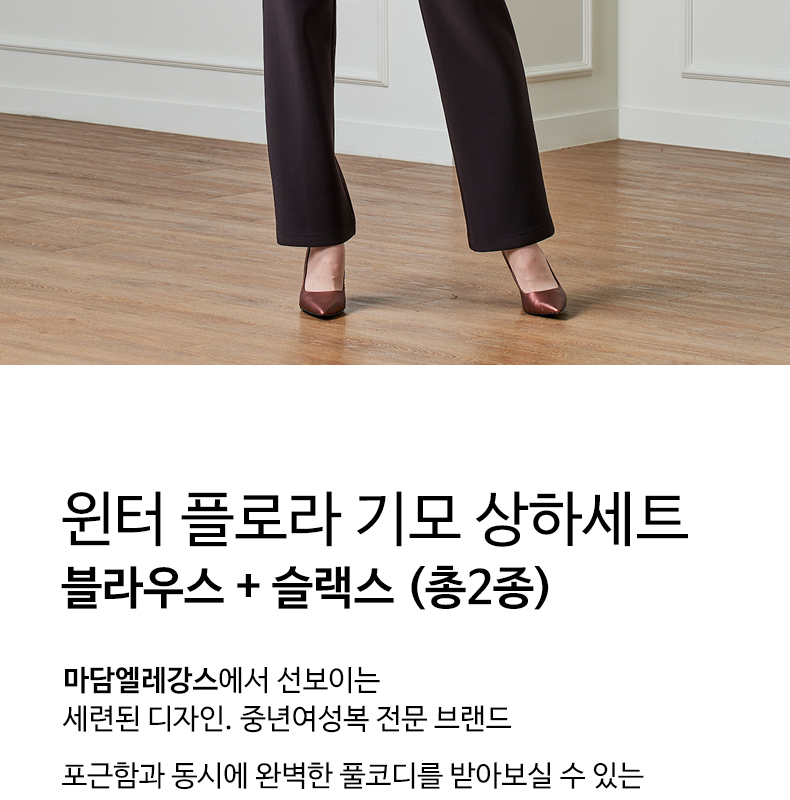 윈터 플로라 기모 상하세트
블라우스 + 슬랙스 (총2종)
마담엘레강스에서 선보이는
세련된 디자인. 중년여성복 전문 브랜드
포근함과 동시에 완벽한 풀코디를 받아보실 수 있는